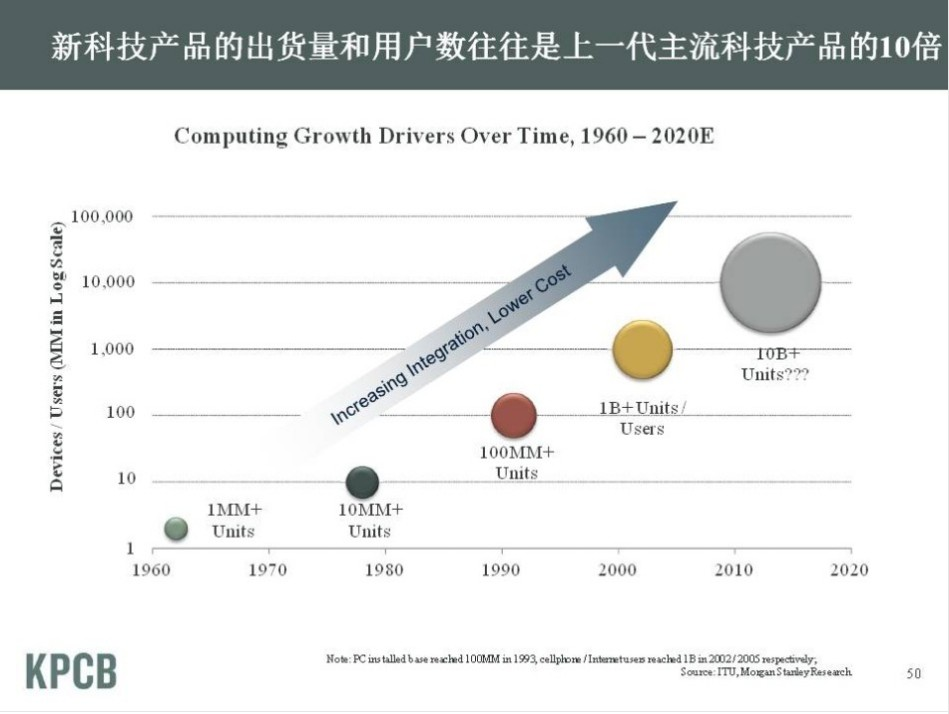 新科技产品的出货量和用户数往往是上一代主流科技产品的10倍
Computing Growth Drivers Over Time, 1960 – 2020E
Devices / Users (MM in Log Scale)
100,000
10,000
1,000
100
10
1
Increasing Integration, Lower Cost
10B+
Units???
1B+Units/
Users
100MM+
Units
1MM+
Units
10MM+
Units
1960
1970
1980
1990
2000
2010
2020
KPCB
Note: PC installed base reached 100MM in 1993, cellphone / Internet users reached 1B in 2002 / 2005 respectively;
Source: ITU, Morgan Stanley Research.
50